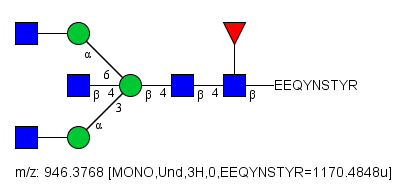 α
6
β 4 β 4 β 4 β EEQYNSTYR
3
α
m/z: 946.3768 [MONO,Und,3H,0,EEQYNSTYR=1170.4848u]